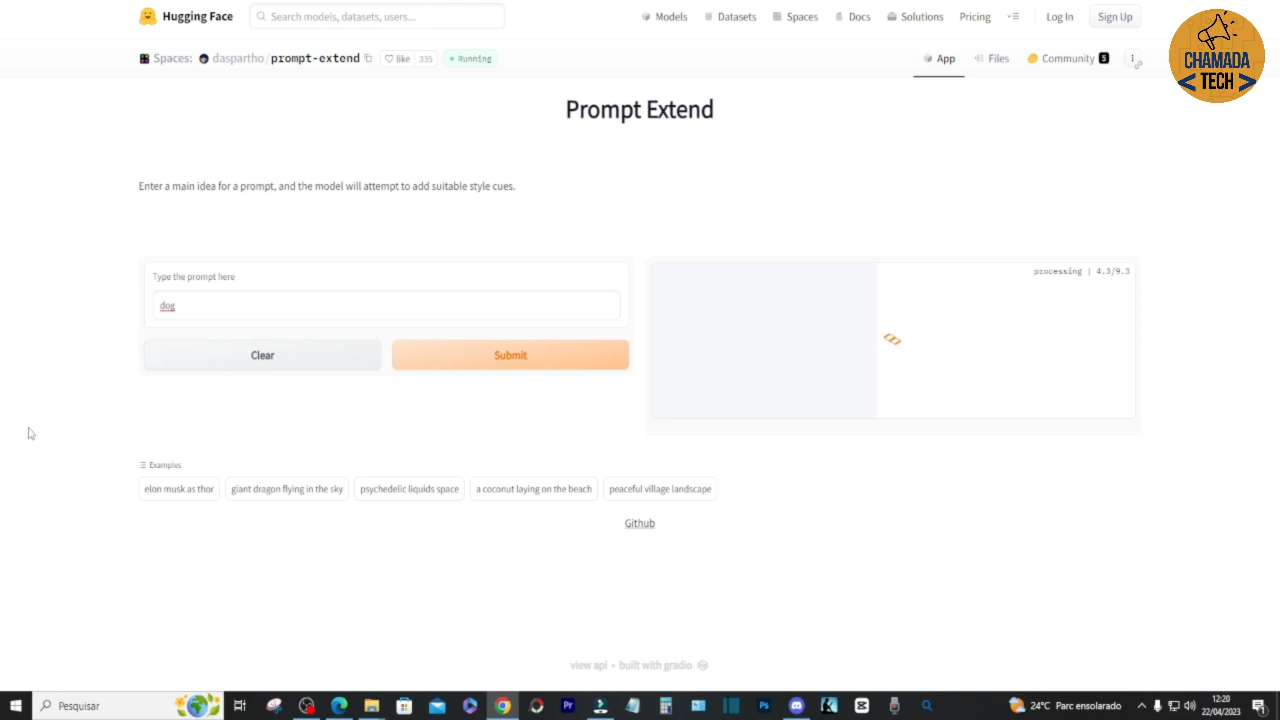 Hugging Face
Search models, datasets, users...
Models
Datasets
Spaces
Docs
Solutions
Pricing
Log In
Sign Up
Spaces:
daspartho/prompt-extend
like
335
Running
App
Files
Community 5
CHAMADA
TECH
Prompt Extend
Enter a main idea for a prompt, and the model will attempt to add suitable style cues.
Type the prompt here
dog
Clear
Submit
processing | 4.3/9.3
Examples
elon musk as thor
giant dragon flying in the sky
psychedelic liquids space
a coconut laying on the beach
peaceful village landscape
Github
view api • built with gradio
Pesquisar
Pr
Ps
24°C Parc ensolarado
12:20
22/04/2023